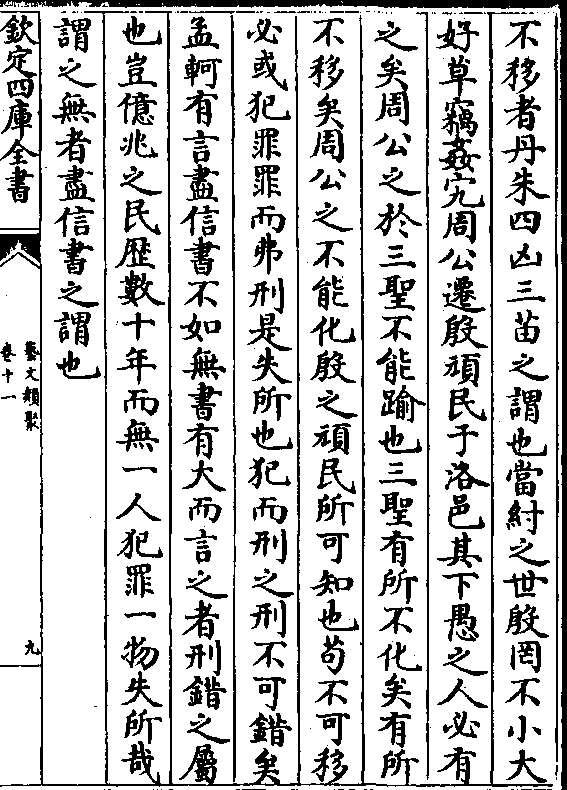 不移者丹朱四凶三苗之謂也當紂之世殷罔不小大
好草竊姦宄周公遷殷頑民于洛邑其下愚之人必有
之矣周公之於三聖不能踰也三聖有所不化矣有所
不移矣周公之不能化殷之頑民所可知也苟不可移
必或犯罪罪而弗刑是失所也犯而刑之刑不可錯矣
孟軻有言盡信書不如無書有大而言之者刑錯之屬
也豈億兆之民歴數十年而無一人犯罪一物失所哉
謂之無者盡信書之謂也
欽定四庫全書
藝文類聚
卷十一
九